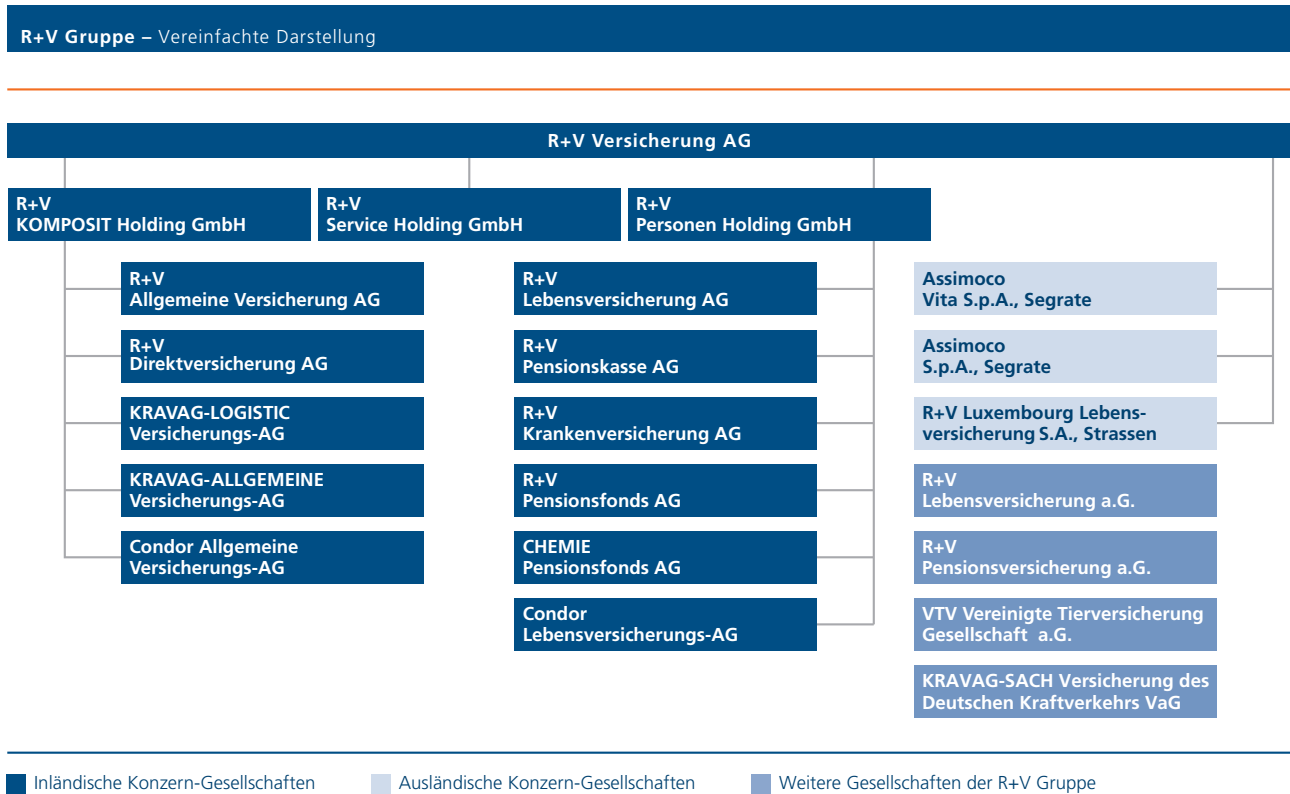 R+V Gruppe – Vereinfachte Darstellung
R+V Versicherung AG
R+V
KOMPOSIT Holding GmbH
R+V
Service Holding GmbH
R+V
Personen Holding GmbH
R+V
Allgemeine Versicherung AG
R+V
Direktversicherung AG
KRAVAG-LOGISTIC
Versicherungs-AG
KRAVAG-ALLGEMEINE
Versicherungs-AG
Condor Allgemeine
Versicherungs-AG
R+V
Lebensversicherung AG
R+V
Pensionskasse AG
R+V
Krankenversicherung AG
R+V
Pensionsfonds AG
CHEMIE
Pensionsfonds AG
Condor
Lebensversicherungs-AG
Assimoco
Vita S.p.A., Segrate
Assimoco
S.p.A., Segrate
R+V Luxembourg Lebens-
versicherung S.A., Strassen
R+V
Lebensversicherung a.G.
R+V
Pensionsversicherung a.G.
VTV Vereinigte Tierversicherung
Gesellschaft a.G.
KRAVAG-SACH Versicherung des
Deutschen Kraftverkehrs VaG
Inländische Konzern-Gesellschaften
Ausländische Konzern-Gesellschaften
Weitere Gesellschaften der R+V Gruppe